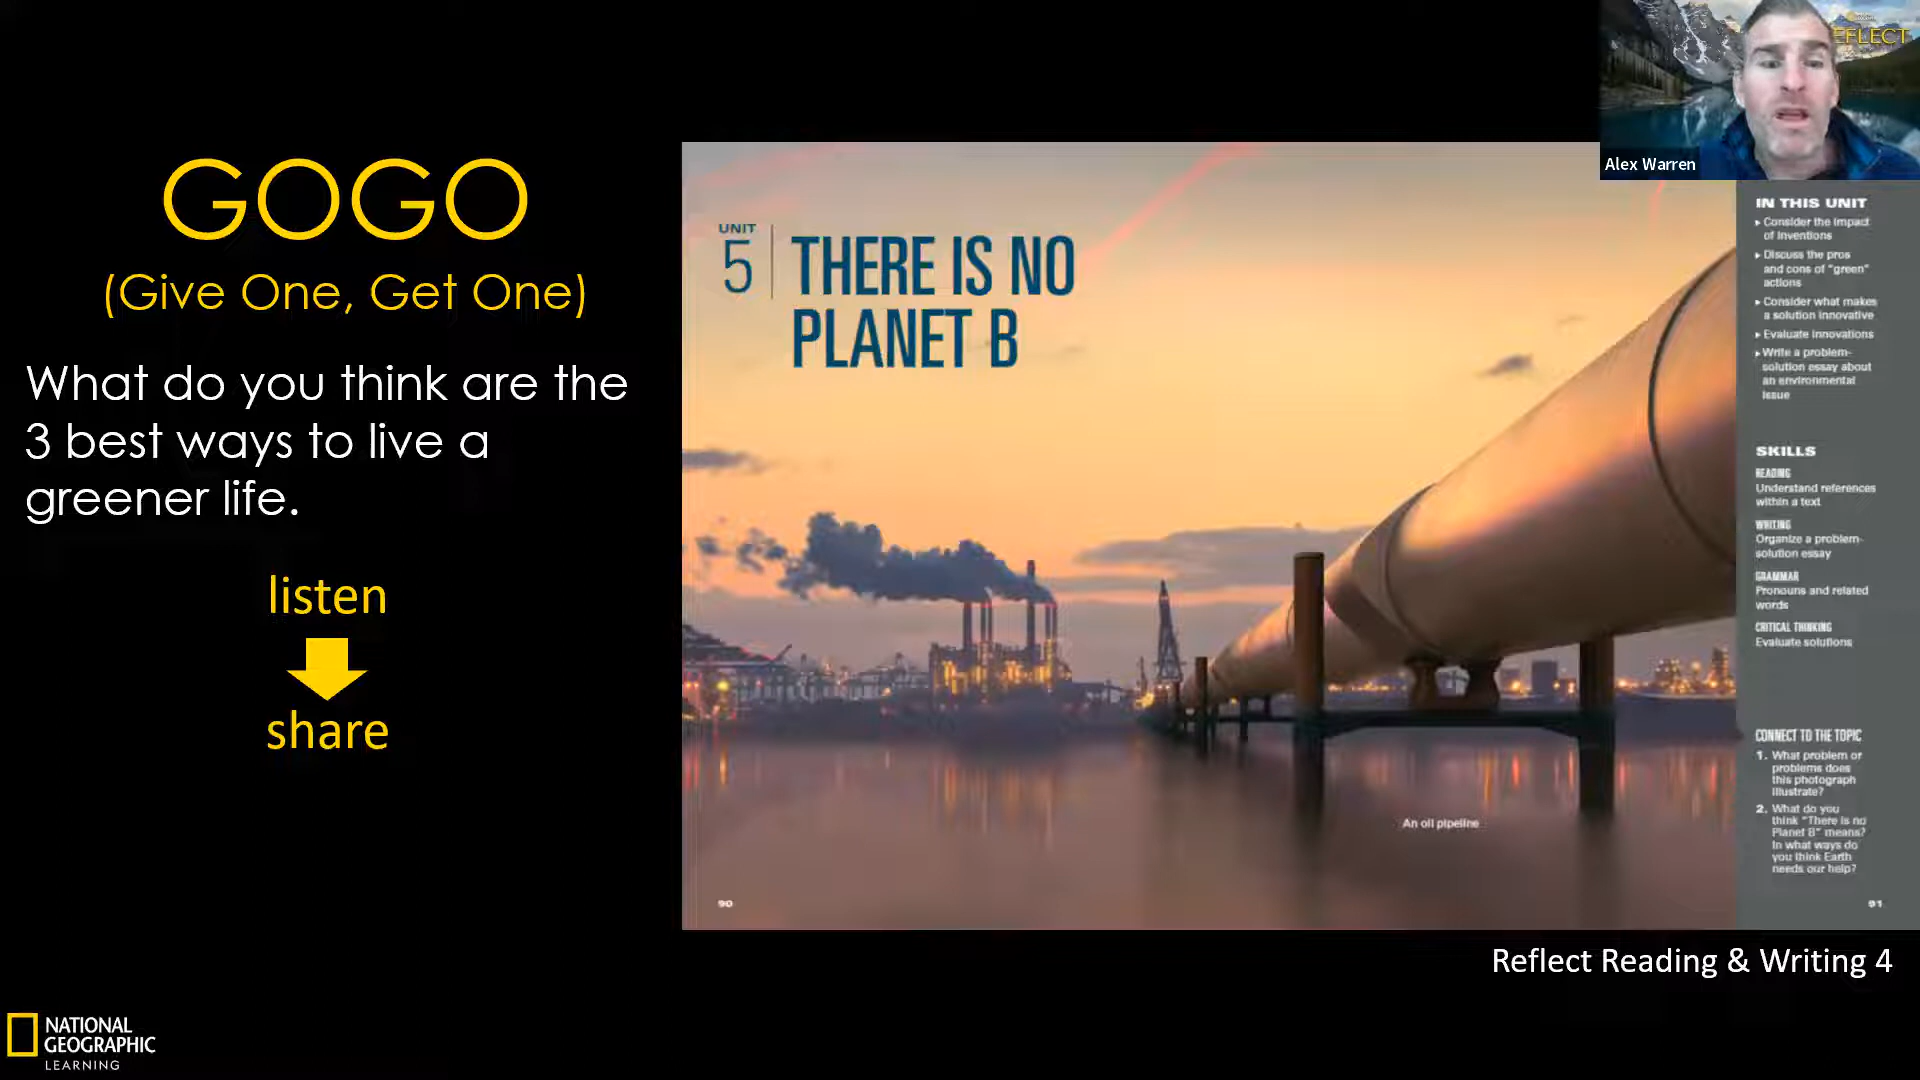 GOGO
(Give One, Get One)
What do you think are the
3 best ways to live a
greener life.
listen
share
NATIONAL
GEOGRAPHIC
LEARNING
UNIT
5
THERE IS NO
PLANET B
An oil pipeline
90
EFLECT
Alex Warren
IN THIS UNIT
Consider the impact
of inventions
Discuss the pros
and cons of "green"
actions
Consider what makes
a solution innovative
Evaluate innovations
Write a problem-
solution essay about
an environmental
issue
SKILLS
READING
Understand references
within a text
WRITING
Organize a problem-
solution essay
GRAMMAR
Pronouns and related
words
CRITICAL THINKING
Evaluate solutions
CONNECT TO THE TOPIC
1. What problem or
problems does
this photograph
illustrate?
2. What do you
think "There is no
Planet B" means?
In what ways do
you think Earth
needs our help?
91
Reflect Reading & Writing 4